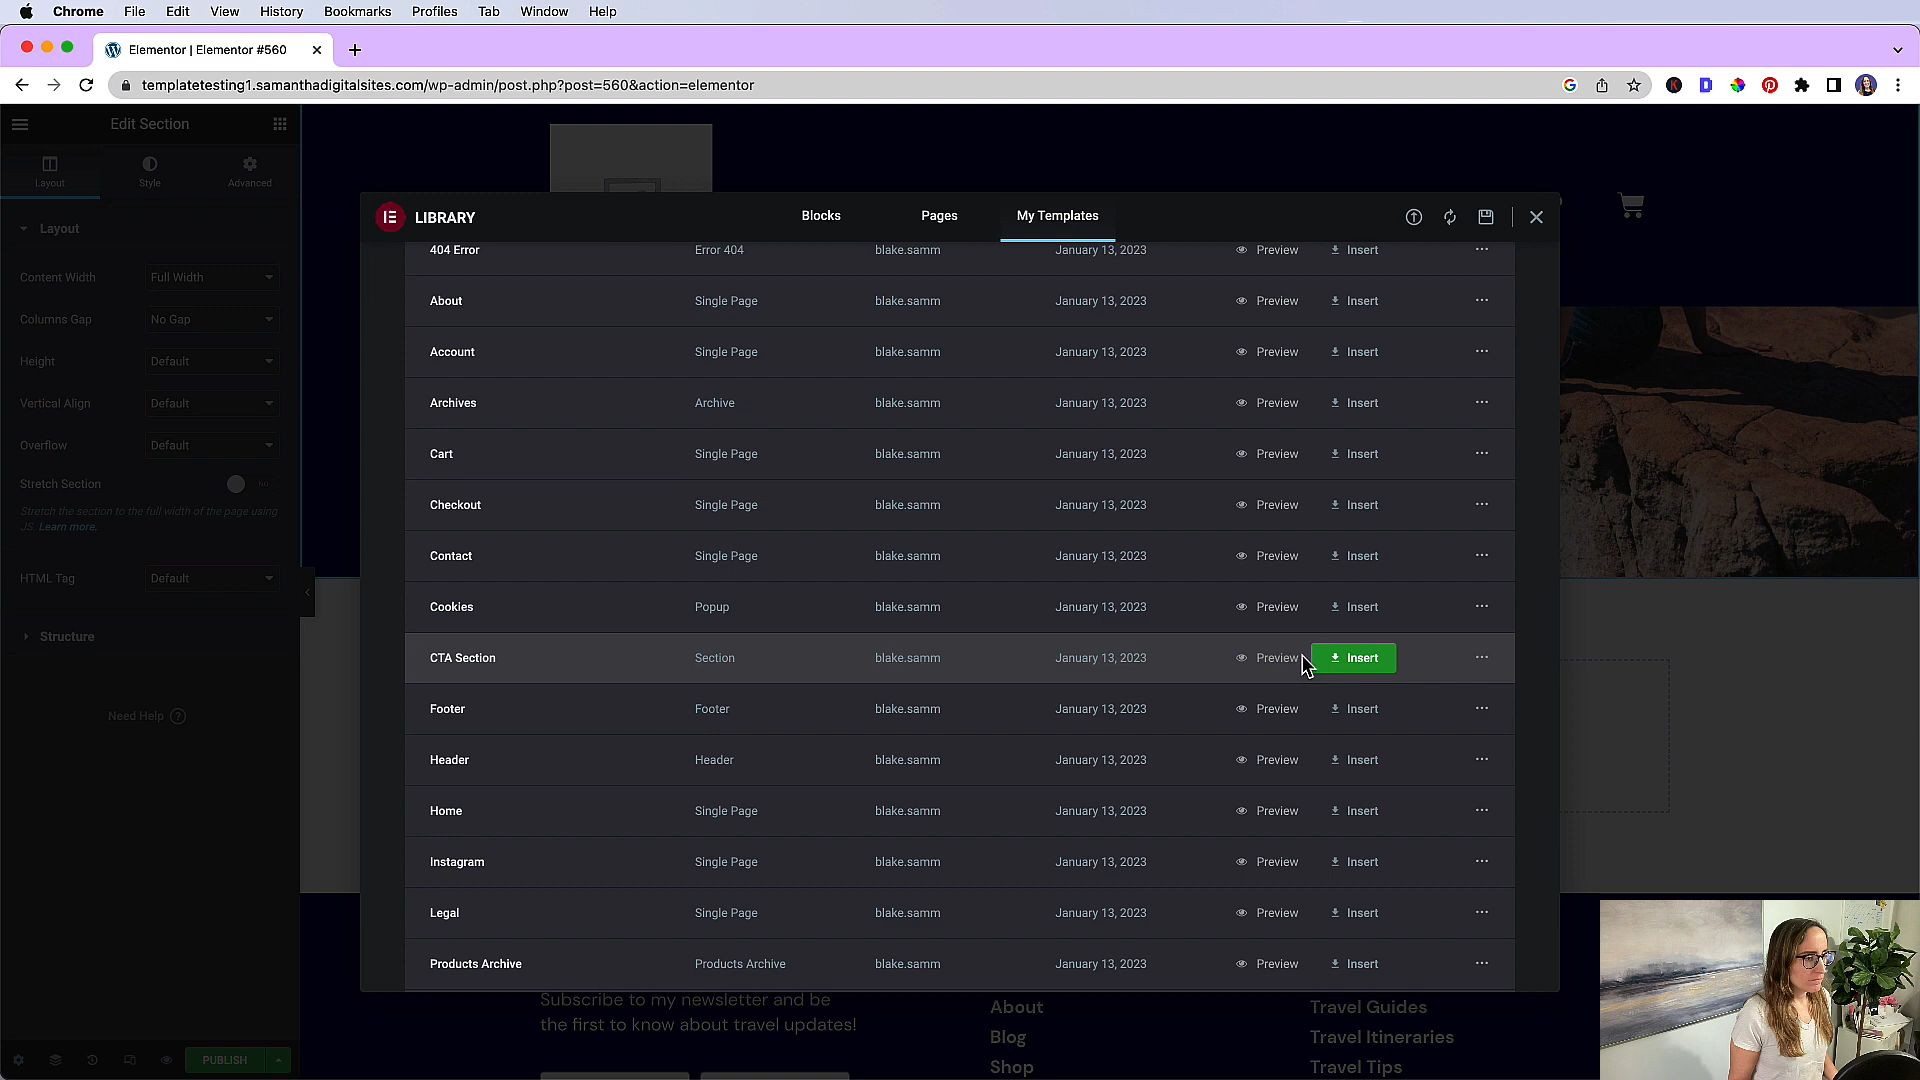 Chrome File Edit View History Bookmarks Profiles Tab Window Help
Elementor | Elementor #560
templatetesting1.samanthadigitalsites.com/wp-admin/post.php?post=560&action=elementor
Edit Section
Layout Style Advanced
Layout
Content Width Full Width
Columns Gap No Gap
Height Default
Vertical Align Default
Overflow Default
Stretch Section NO
Stretch the section to the full width of the page using
JS. Learn more.
HTML Tag Default
Structure
Need Help ?
PUBLISH
LIBRARY Blocks Pages My Templates
404 Error Error 404 blake.samm January 13, 2023 Preview Insert
About Single Page blake.samm January 13, 2023 Preview Insert
Account Single Page blake.samm January 13, 2023 Preview Insert
Archives Archive blake.samm January 13, 2023 Preview Insert
Cart Single Page blake.samm January 13, 2023 Preview Insert
Checkout Single Page blake.samm January 13, 2023 Preview Insert
Contact Single Page blake.samm January 13, 2023 Preview Insert
Cookies Popup blake.samm January 13, 2023 Preview Insert
CTA Section Section blake.samm January 13, 2023 Preview Insert
Footer Footer blake.samm January 13, 2023 Preview Insert
Header Header blake.samm January 13, 2023 Preview Insert
Home Single Page blake.samm January 13, 2023 Preview Insert
Instagram Single Page blake.samm January 13, 2023 Preview Insert
Legal Single Page blake.samm January 13, 2023 Preview Insert
Products Archive Products Archive blake.samm January 13, 2023 Preview Insert
Subscribe to my newsletter and be
the first to know about travel updates!
About
Blog
Shop
Travel Guides
Travel Itineraries
Travel Tips